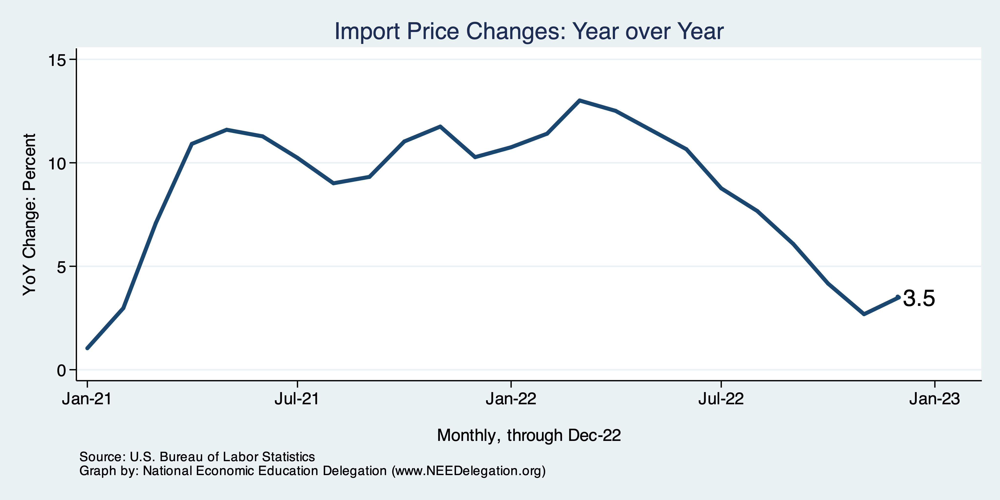 Import Price Changes: Year over Year
YoY Change: Percent
15
10
5
0
3.5
Jan-21
Jul-21
Jan-22
Jul-22
Jan-23
Monthly, through Dec-22
Source: U.S. Bureau of Labor Statistics
Graph by: National Economic Education Delegation (www.NEEDelegation.org)